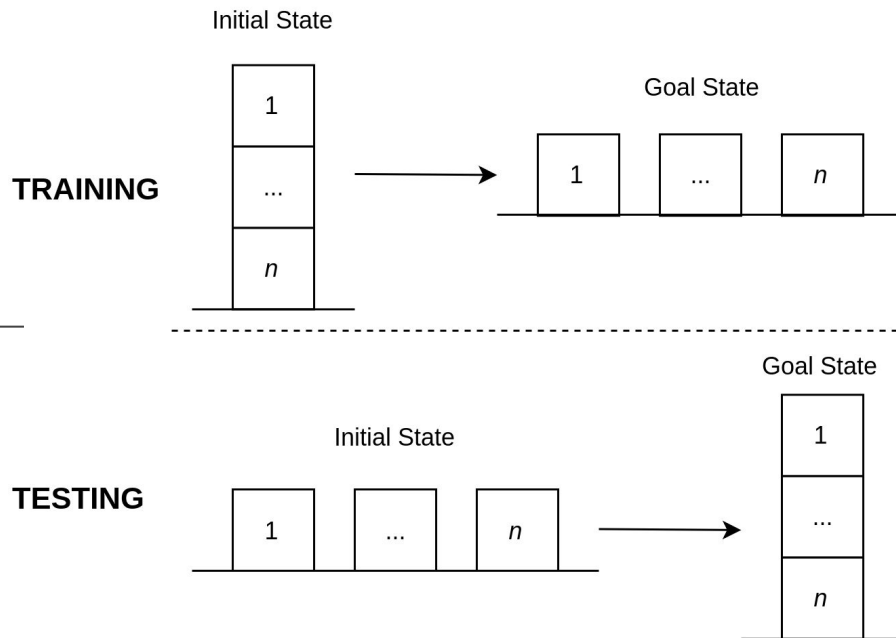 Initial State
1
...
n
TRAINING
Goal State
1 ... n
TESTING
Initial State
1 ... n
Goal State
1
...
n